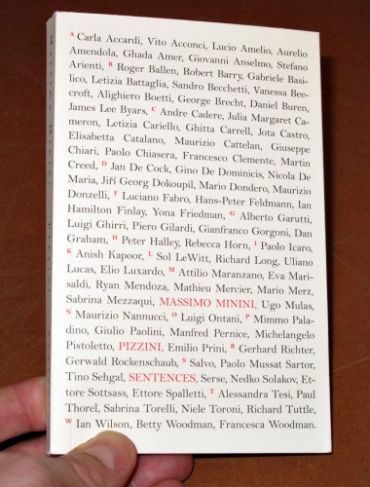 A Carla Accardi, Vito Acconci, Lucio Amelio, Aurelio
Amendola, Ghada Amer, Giovanni Anselmo, Stefano
Arienti, B Roger Ballen, Robert Barry, Gabriele Basi-
lico, Letizia Battaglia, Sandro Becchetti, Vanessa Bee-
croft, Alighiero Boetti, George Brecht, Daniel Buren,
James Lee Byars, C Andre Cadere, Julia Margaret Ca-
meron, Letizia Cariello, Ghitta Carrell, Jota Castro,
Elisabetta Catalano, Maurizio Cattelan, Giuseppe
Chiari, Paolo Chiasera, Francesco Clemente, Martin
Creed, D Jan De Cock, Gino De Dominicis, Nicola De
Maria, Jiří Georg Dokoupil, Mario Dondero, Maurizio
Donzelli, F Luciano Fabro, Hans-Peter Feldmann, Ian
Hamilton Finlay, Yona Friedman, G Alberto Garutti,
Luigi Ghirri, Piero Gilardi, Gianfranco Gorgoni, Dan
Graham, H Peter Halley, Rebecca Horn, I Paolo Icaro,
K Anish Kapoor, L Sol LeWitt, Richard Long, Uliano
Lucas, Elio Luxardo, M Attilio Maranzano, Eva Mari-
saldi, Ryan Mendoza, Mathieu Mercier, Mario Merz,
Sabrina Mezzaqui, MASSIMO MININI, Ugo Mulas,
N Maurizio Nannucci, O Luigi Ontani, P Mimmo Pala-
dino, Giulio Paolini, Manfred Pernice, Michelangelo
Pistoletto, PIZZINI, Emilio Prini, R Gerhard Richter,
Gerwald Rockenschaub, S Salvo, Paolo Mussat Sartor,
Tino Sehgal, SENTENCES, Serse, Nedko Solakov, Et-
tore Sottsass, Ettore Spalletti, T Alessandra Tesi, Paul
Thorel, Sabrina Torelli, Niele Toroni, Richard Tuttle,
W Ian Wilson, Betty Woodman, Francesca Woodman.